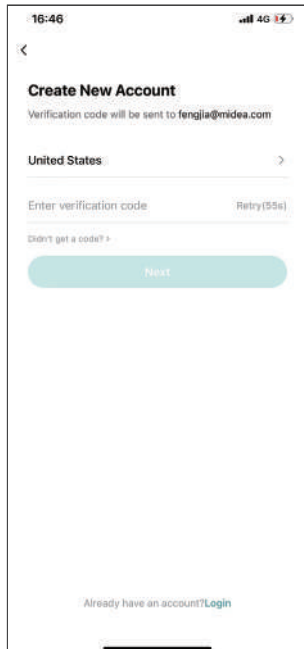 16:46
4G
Create New Account
Verification code will be sent to fengjia@midea.com
United States
Enter verification code Retry(55s)
Didn't get a code? >
Next
Already have an account?Login